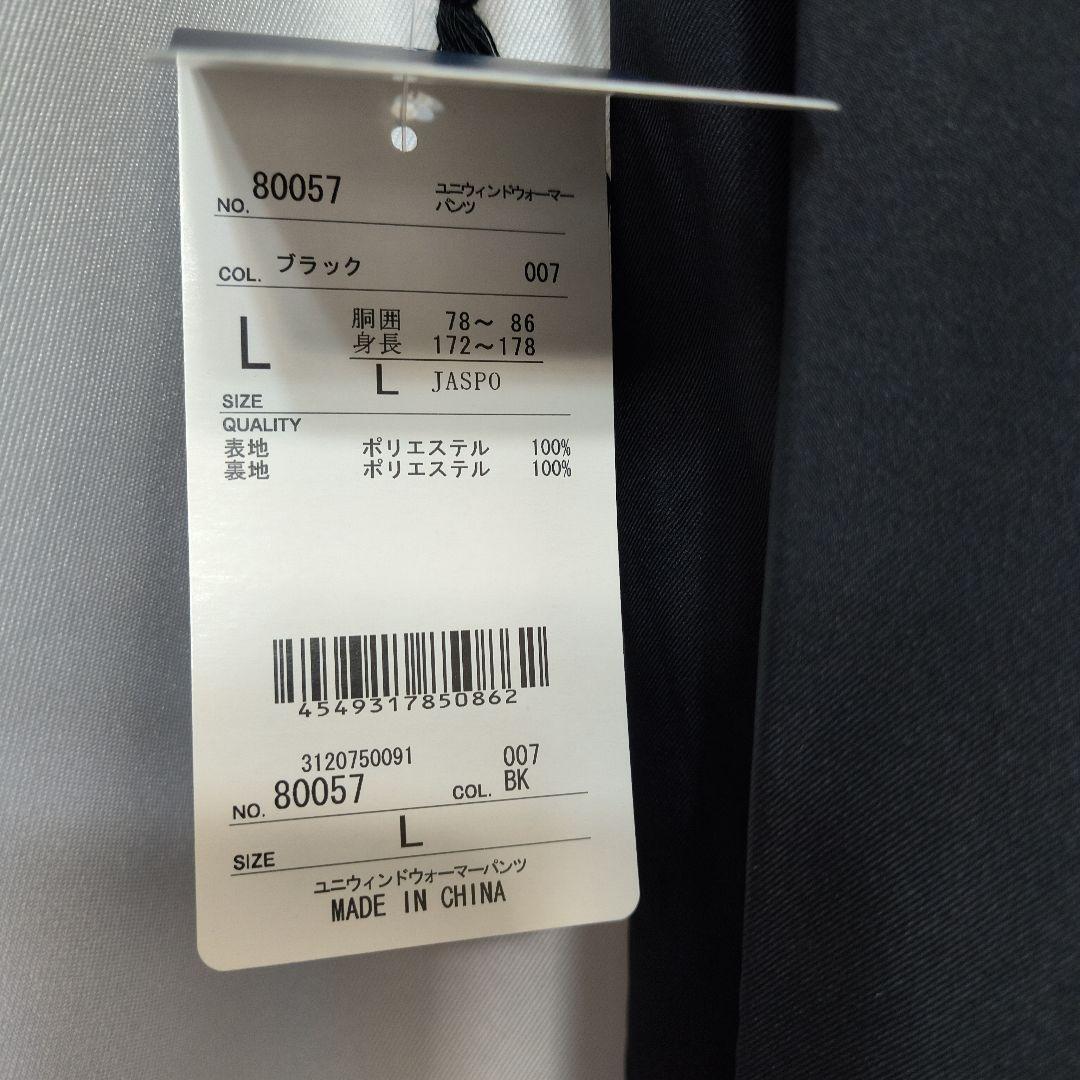 NO. 80057 ユニウィンドウォーマー
パンツ
COL. ブラック 007
L 胴囲 78〜 86
身長 172〜178
L JASPO
SIZE
QUALITY
表地 ポリエステル 100%
裏地 ポリエステル 100%
4549317850862
3120750091 007
NO. 80057 COL. BK
L
SIZE
ユニウィンドウォーマーパンツ
MADE IN CHINA